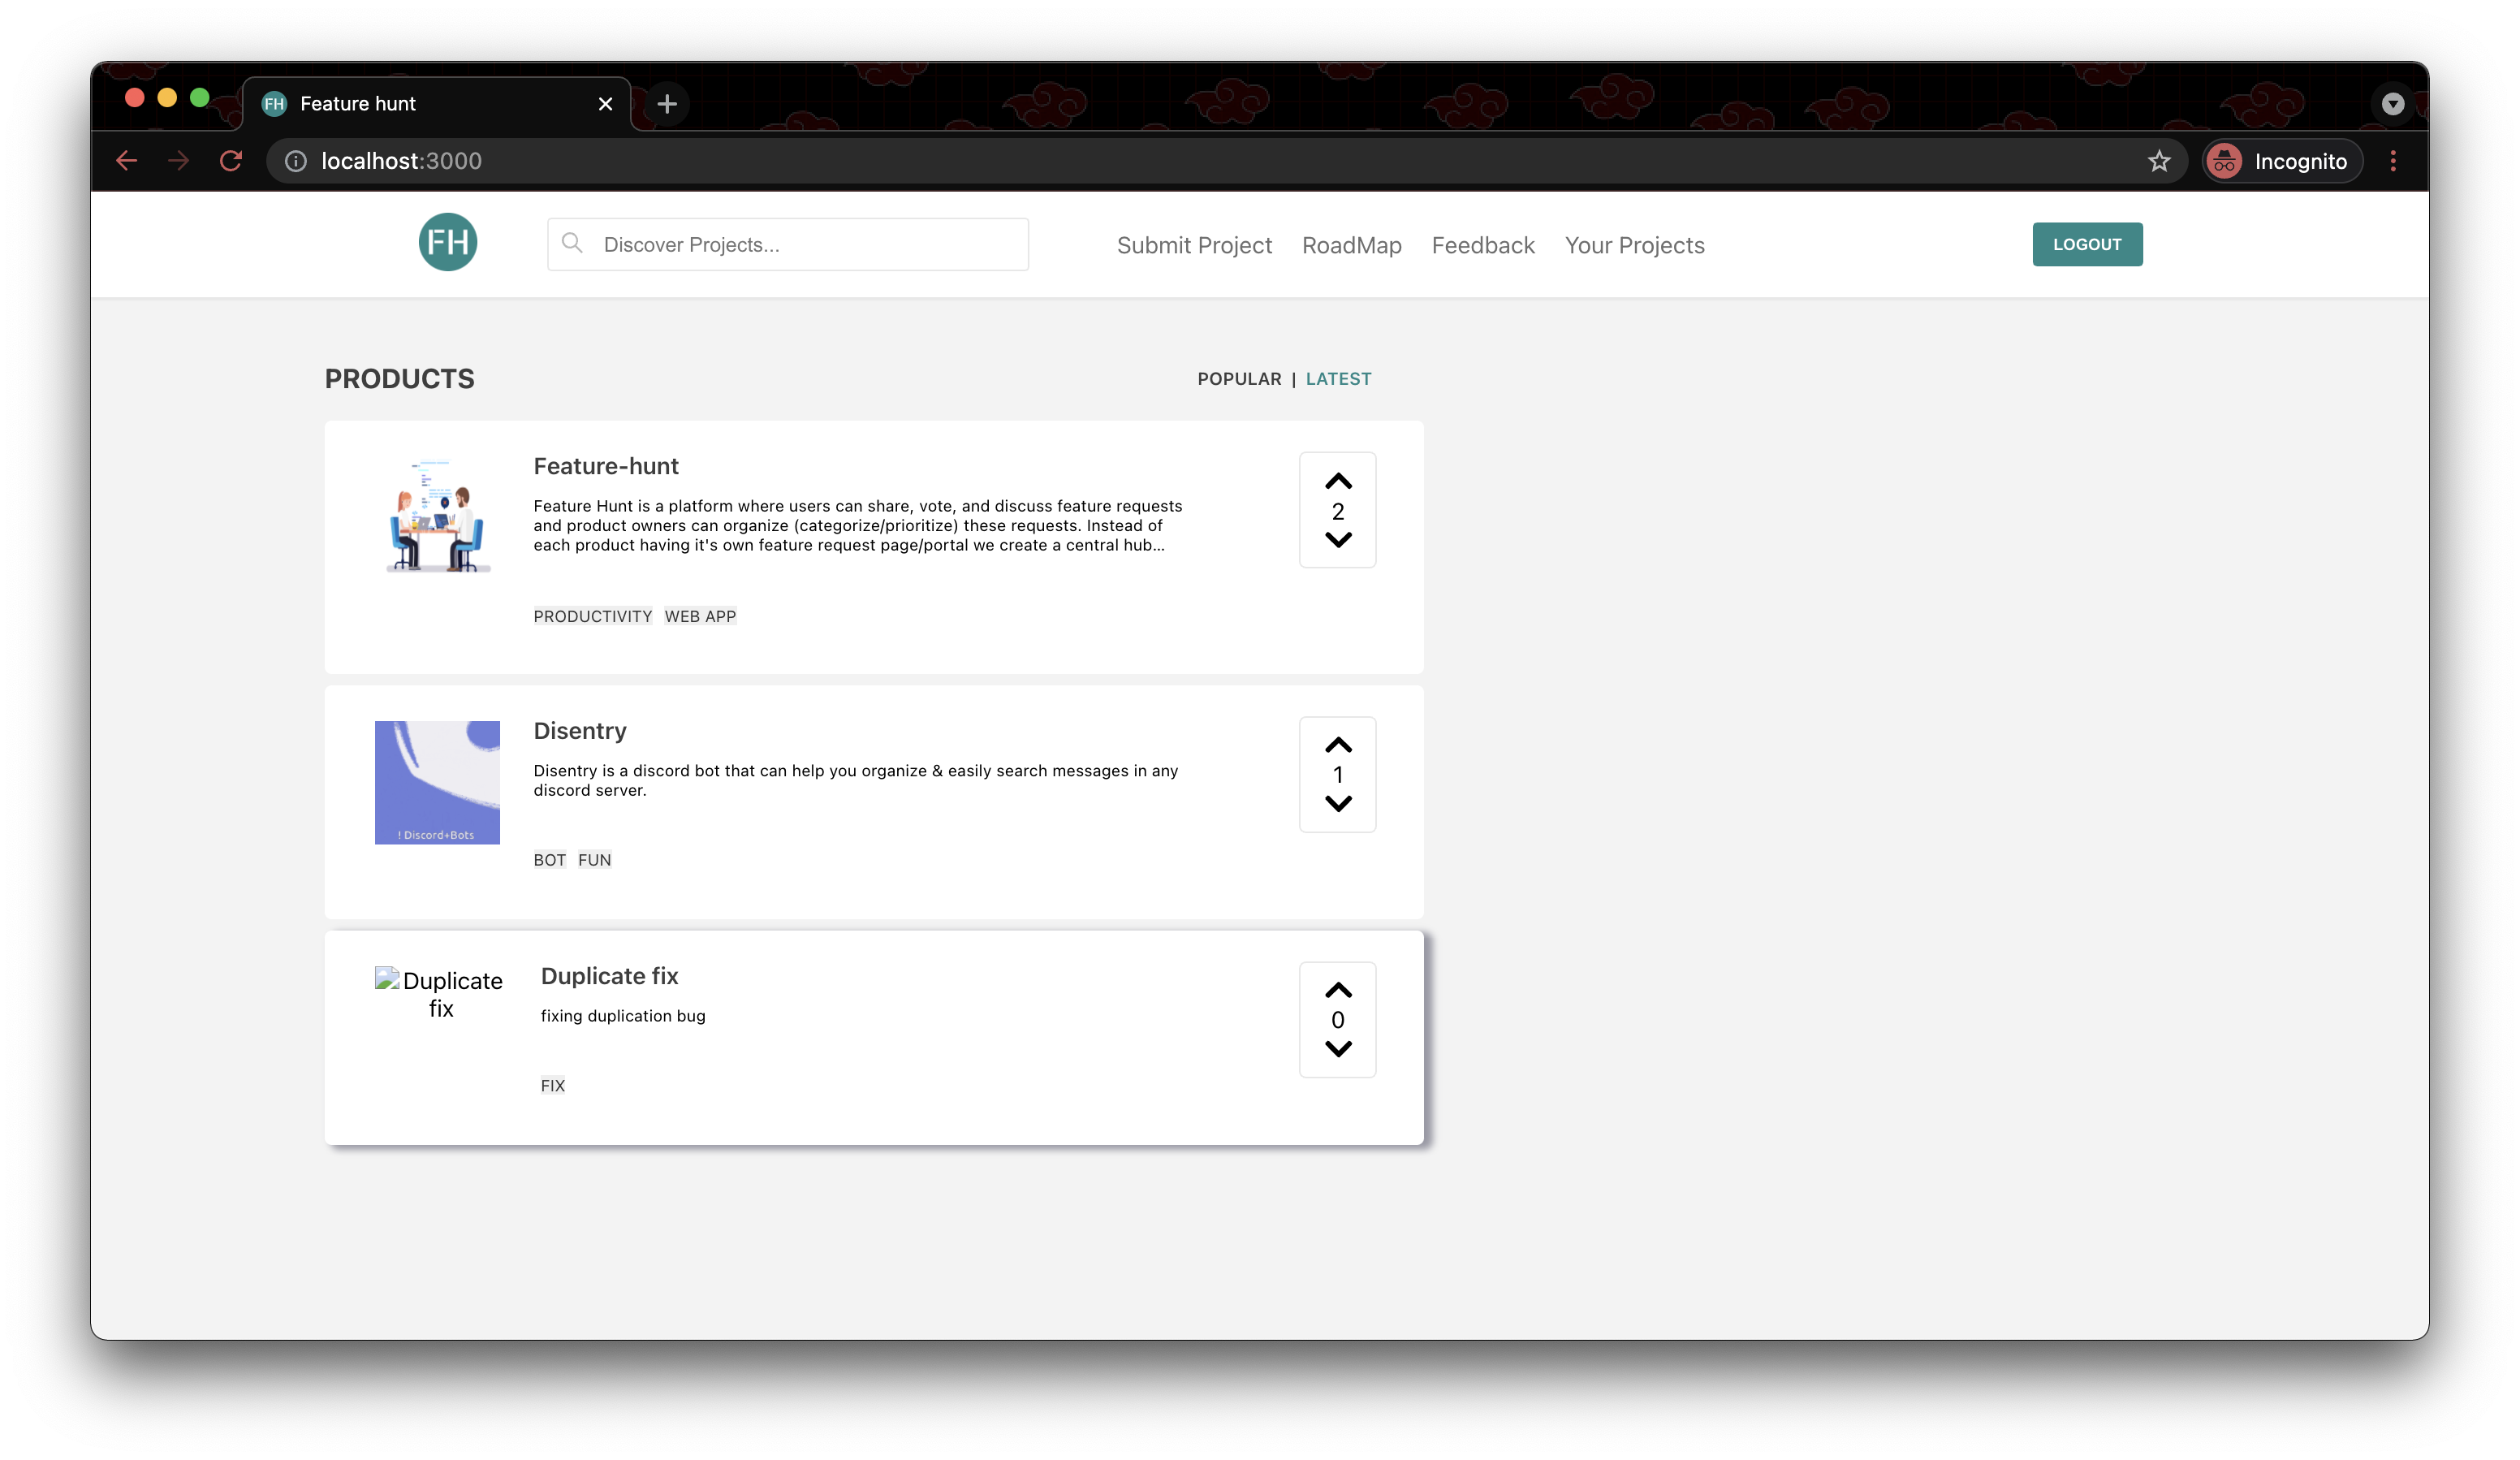 FH Feature hunt
localhost:3000
Incognito
FH
Discover Projects...
Submit Project RoadMap Feedback Your Projects
LOGOUT
PRODUCTS
POPULAR | LATEST
Feature-hunt
Feature Hunt is a platform where users can share, vote, and discuss feature requests
and product owners can organize (categorize/prioritize) these requests. Instead of
each product having it's own feature request page/portal we create a central hub...
2
PRODUCTIVITY WEB APP
! Discord+Bots
Disentry
Disentry is a discord bot that can help you organize & easily search messages in any
discord server.
1
BOT FUN
Duplicate
fix
Duplicate fix
fixing duplication bug
0
FIX